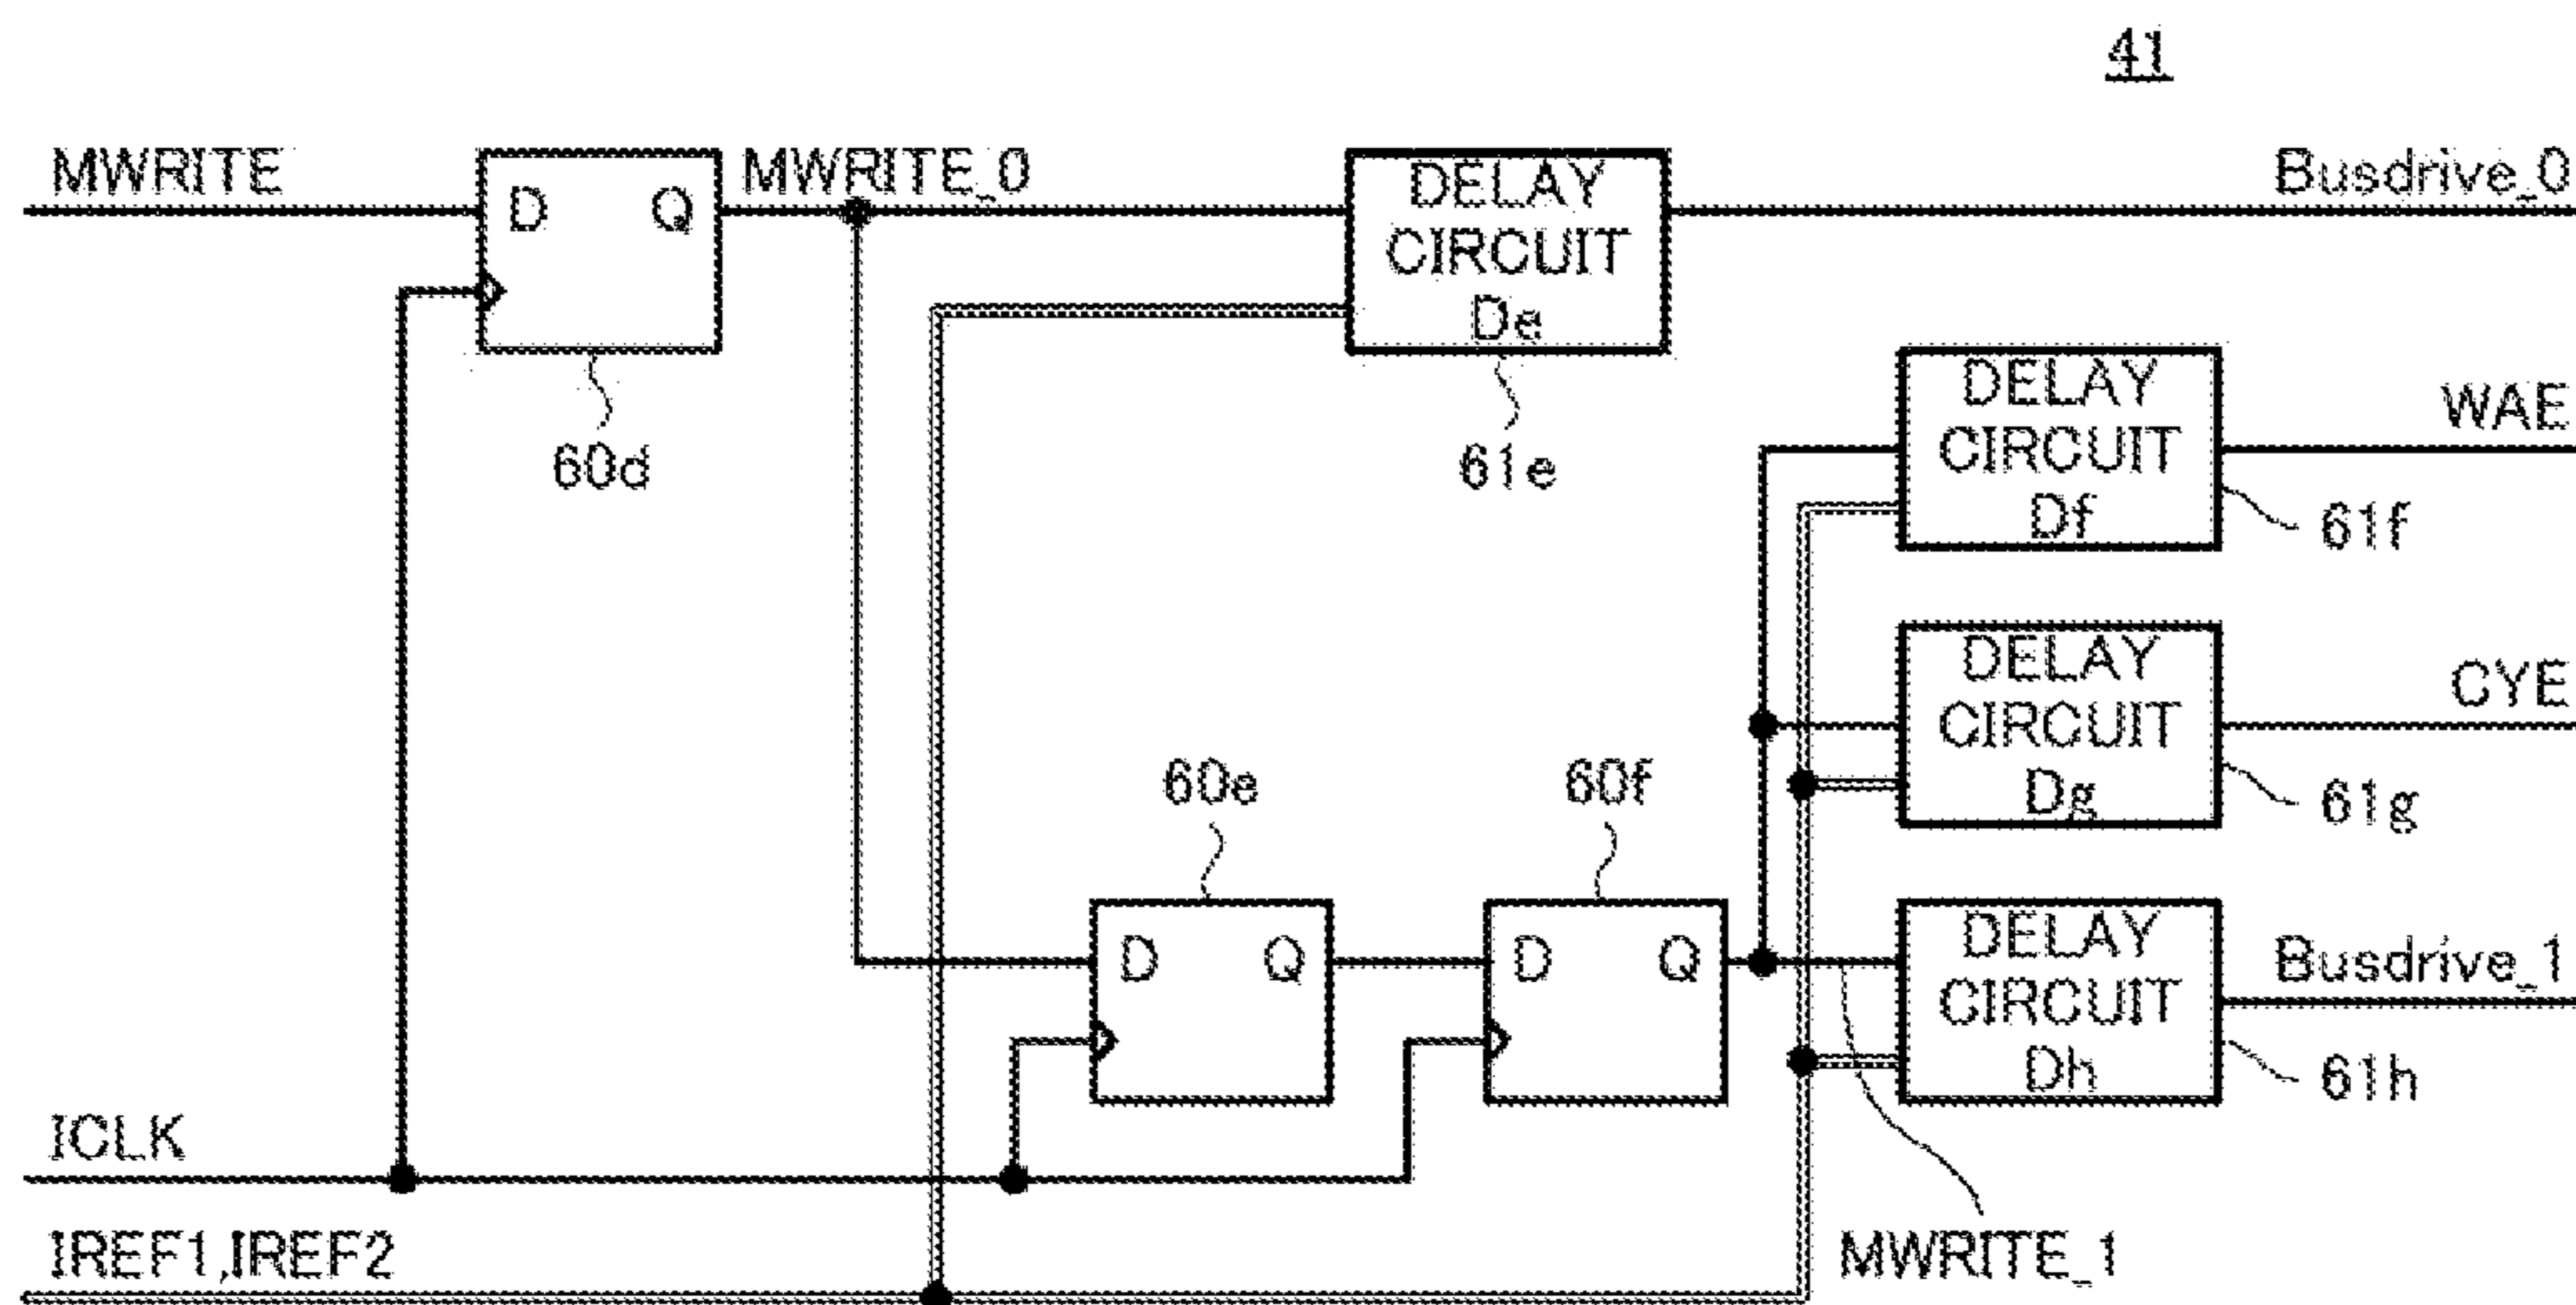 41
MWRITE
D Q
MWRITE_0
DELAY
CIRCUIT
De
Busdrive_0
60d
61e
DELAY
CIRCUIT
Df
WAE
61f
DELAY
CIRCUIT
Dg
CYE
61g
60e
60f
D Q
D Q
DELAY
CIRCUIT
Dh
Busdrive_1
61h
ICLK
IREF1,IREF2
MWRITE_1